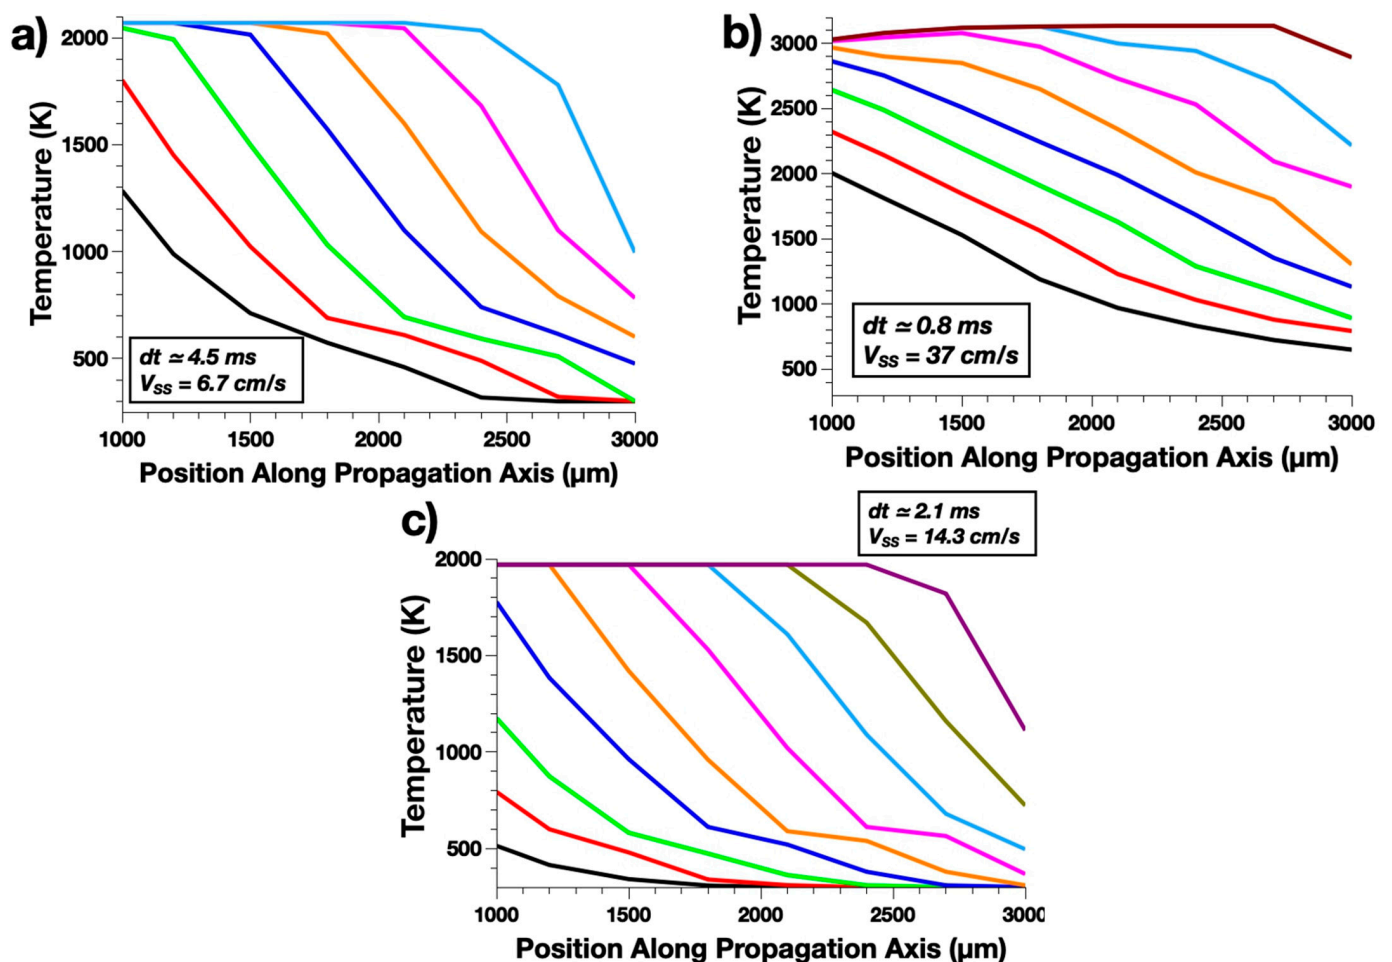 a)
Temperature (K)
2000
1500
1000
500
dt ≃ 4.5 ms
VSS = 6.7 cm/s
1000 1500 2000 2500 3000
Position Along Propagation Axis (µm)
b)
Temperature (K)
3000
2500
2000
1500
1000
500
dt ≃ 0.8 ms
VSS = 37 cm/s
1000 1500 2000 2500 3000
Position Along Propagation Axis (µm)
c)
dt ≃ 2.1 ms
VSS = 14.3 cm/s
Temperature (K)
2000
1500
1000
500
1000 1500 2000 2500 3000
Position Along Propagation Axis (µm)